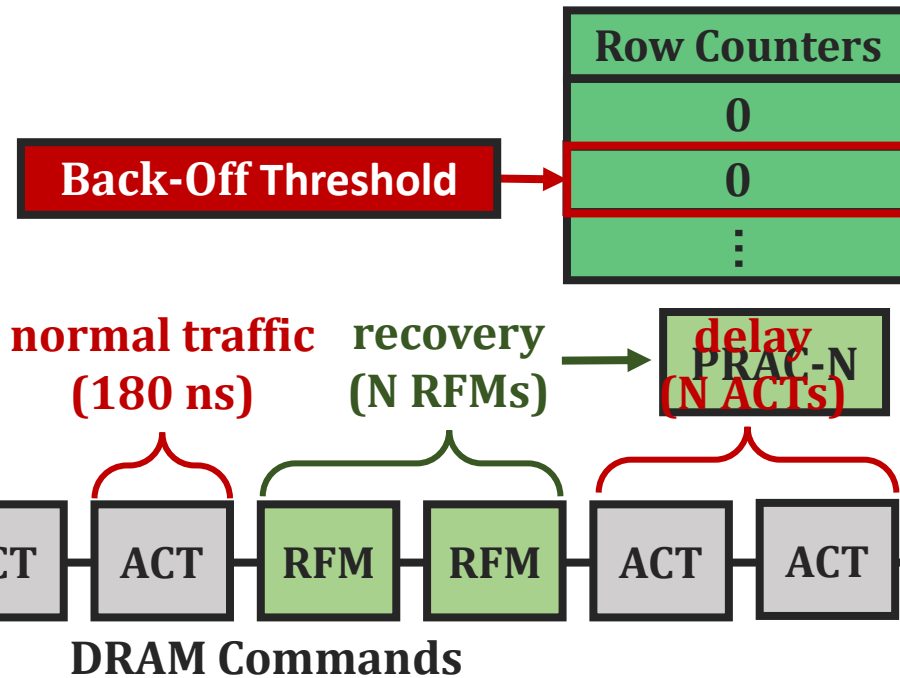 Row Counters
0
Back-Off Threshold
0
⋮
normal traffic
(180 ns)
recovery
(N RFMs)
PRAC-N
delay
(N ACTs)
CT
ACT
RFM
RFM
ACT
ACT
DRAM Commands